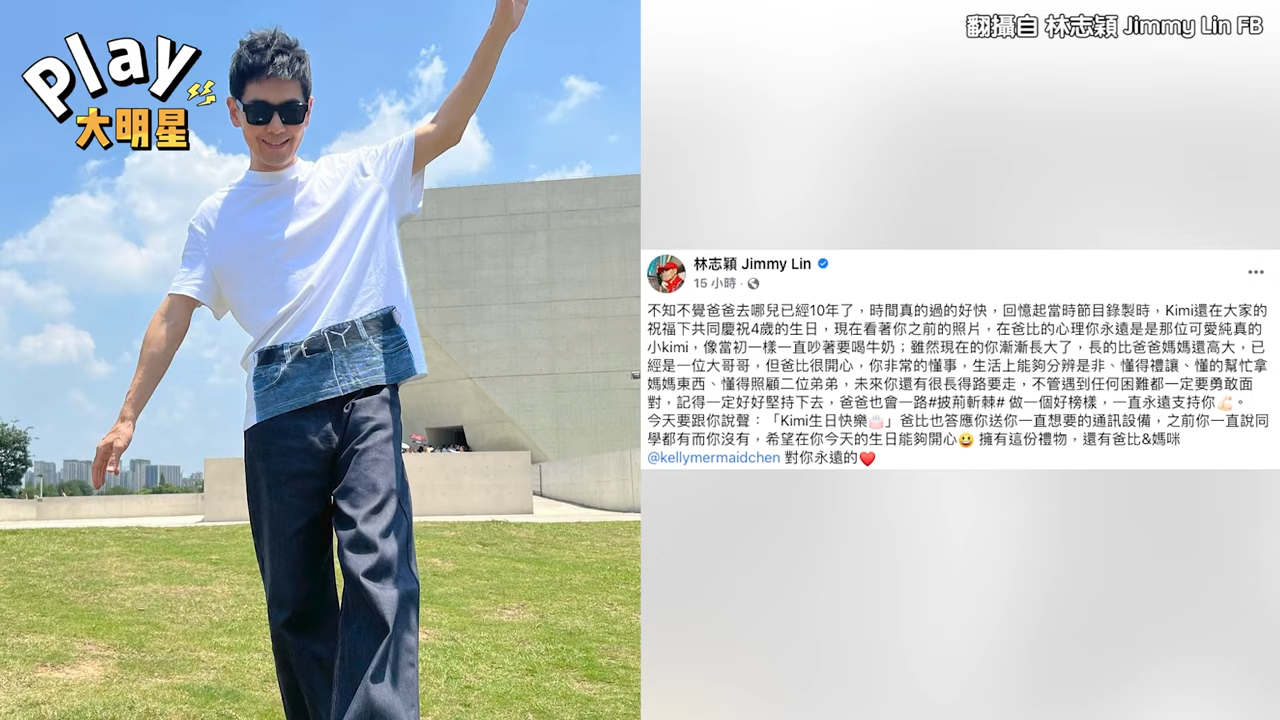 Play
大明星
翻攝自 林志穎 Jimmy Lin FB
林志穎 Jimmy Lin
15 小時 ·
不知不覺爸爸去哪兒已經10年了，時間真的過的好快，回憶起當時節目錄製時，Kimi還在大家的
祝福下共同慶祝4歲的生日，現在看著你之前的照片，在爸比的心理你永遠是是那位可愛純真的
小kimi，像當初一樣一直吵著要喝牛奶🥛；雖然現在的你漸漸長大了，長的比爸爸媽媽還高大，已
經是一位大哥哥，但爸比很開心，你非常的懂事，生活上能夠分辨是非、懂得禮讓、懂的幫忙拿
媽媽東西、懂得照顧二位弟弟，未來你還有很長得路要走，不管遇到任何困難都一定要勇敢面
對，記得一定好好堅持下去，爸爸也會一路#披荊斬棘# 做一個好榜樣，一直永遠支持你💪🏻。
今天要跟你說聲：「Kimi生日快樂🎂」爸比也答應你送你一直想要的通訊設備，之前你一直說同
學都有而你沒有，希望在你今天的生日能夠開心😃 擁有這份禮物，還有爸比&媽咪
@kellymermaidchen 對你永遠的❤️